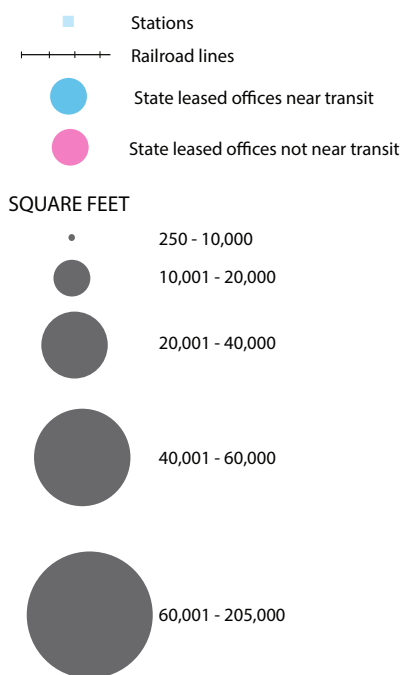 Stations
Railroad lines
State leased offices near transit
State leased offices not near transit
SQUARE FEET
250 - 10,000
10,001 - 20,000
20,001 - 40,000
40,001 - 60,000
60,001 - 205,000